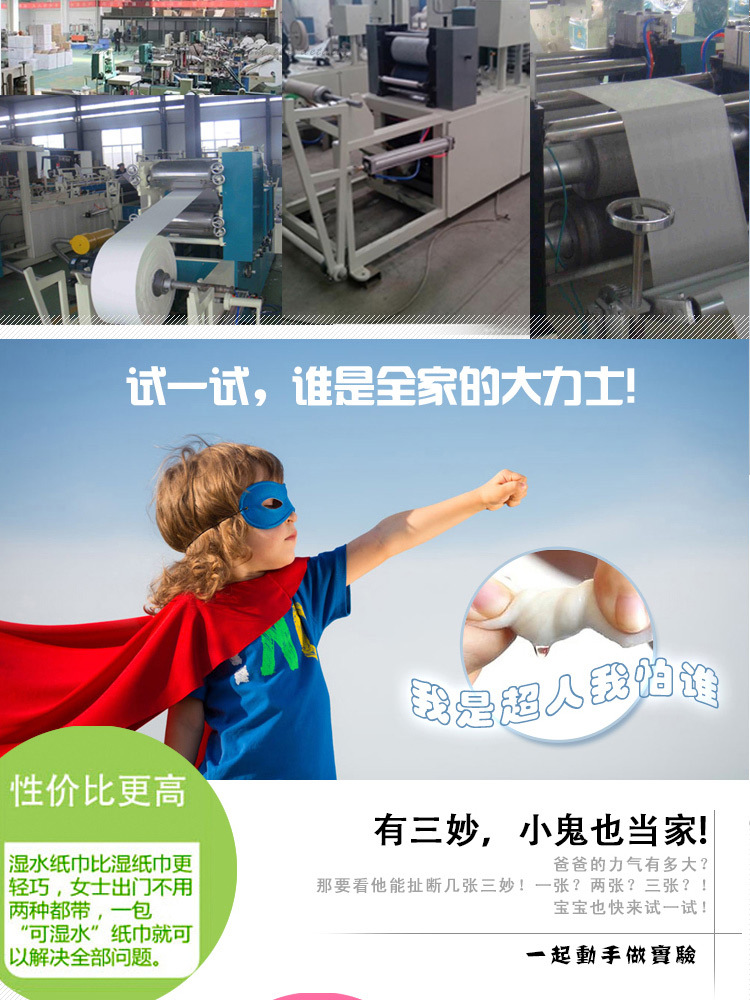 试一试，谁是全家的大力士!
我是超人我怕谁
性价比更高
湿水纸巾比湿纸巾更
轻巧，女士出门不用
两种都带，一包
“可湿水”纸巾就可
以解决全部问题。
有三妙，小鬼也当家!
爸爸的力气有多大?
那要看他能扯断几张三妙！一张？两张？三张？！
宝宝也快来试一试！
一起動手做實驗